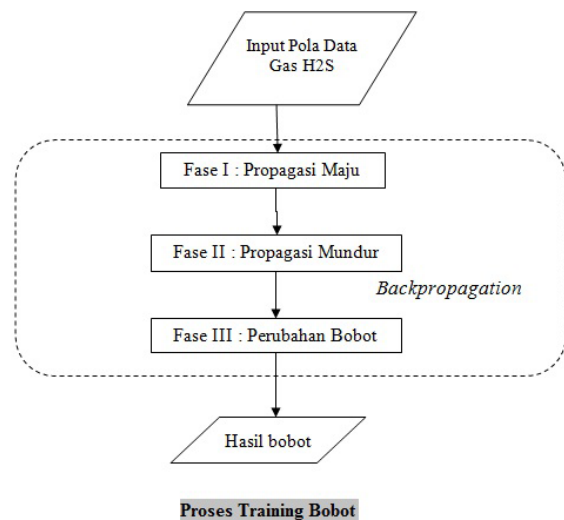 Input Pola Data
Gas H2S
Fase I : Propagasi Maju
Fase II : Propagasi Mundur
Backpropagation
Fase III : Perubahan Bobot
Hasil bobot
Proses Training Bobot